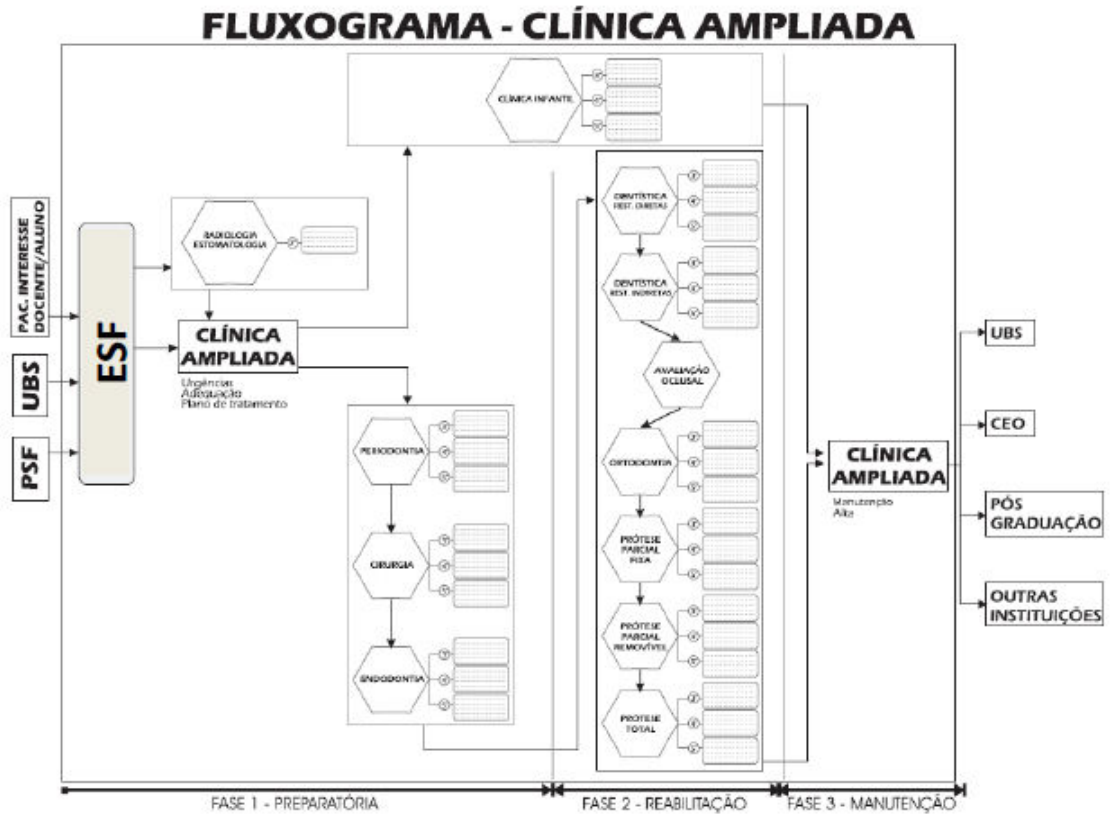 FLUXOGRAMA - CLÍNICA AMPLIADA
CLÍNICA INFANTIL
PAC. INTERESSE
DOCENTE/ALUNO
UBS
PSF
ESF
RADIOLOGIA
ESTOMATOLOGIA
CLÍNICA
AMPLIADA
Urgências
Adequação
Plano de tratamento
PERIODONTIA
CIRURGIA
ENDODONTIA
DENTÍSTICA
REST. DIRETAS
DENTÍSTICA
REST. INDIRETAS
AVALIAÇÃO
OCLUSAL
ORTODONTIA
PRÓTESE
PARCIAL
FIXA
PRÓTESE
PARCIAL
REMOVÍVEL
PRÓTESE
TOTAL
CLÍNICA
AMPLIADA
Manutenção
Alta
UBS
CEO
PÓS
GRADUAÇÃO
OUTRAS
INSTITUIÇÕES
FASE 1 - PREPARATÓRIA
FASE 2 - REABILITAÇÃO
FASE 3 - MANUTENÇÃO